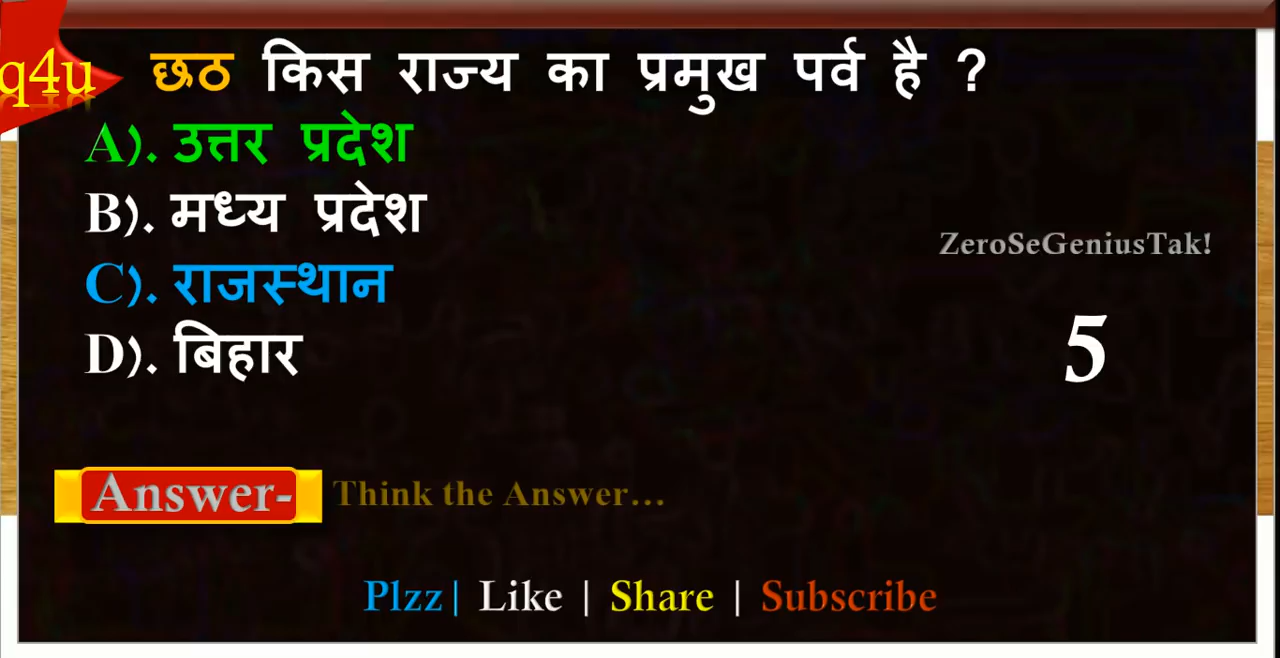 q4u
छठ किस राज्य का प्रमुख पर्व है ?
A). उत्तर प्रदेश
B). मध्य प्रदेश
ZeroSeGeniusTak!
C). राजस्थान
5
D). बिहार
Answer- Think the Answer...
Plzz| Like | Share | Subscribe